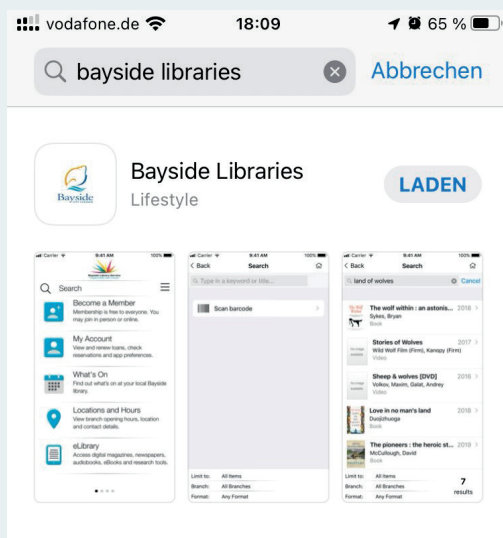 vodafone.de 18:09 65 %
bayside libraries Abbrechen
Bayside Libraries
Lifestyle
LADEN
Bayside
Carrier 9:41 AM 100%
Search
Become a Member
Membership is free to everyone. You
may join in person or online.
My Account
View and renew loans, check
reservations and app preferences.
What's On
Find out what's on at your local Bayside
library.
Locations and Hours
View branch opening hours, location
and contact details.
eLibrary
Access digital magazines, newspapers,
audiobooks, eBooks and research tools.
Carrier 9:41 AM 100%
Back Search
Type in a keyword or title...
Scan barcode
Limit to: All Items
Branch: All Branches
Format: Any Format
Carrier 9:41 AM 100%
Back Search
land of wolves Cancel
The wolf within : an astonis... 2018
Sykes, Bryan
Book
Stories of Wolves 2017
Wild Wolf Film (Firm), Kanopy (Firm)
Video
Sheep & wolves [DVD] 2016
Volkov, Maxim, Galat, Andrey
Video
Love in no man's land 2018
Duojizhuoga
Book
The pioneers : the heroic st... 2019
McCullough, David
Book
Limit to: All Items
Branch: All Branches
Format: Any Format
7
results